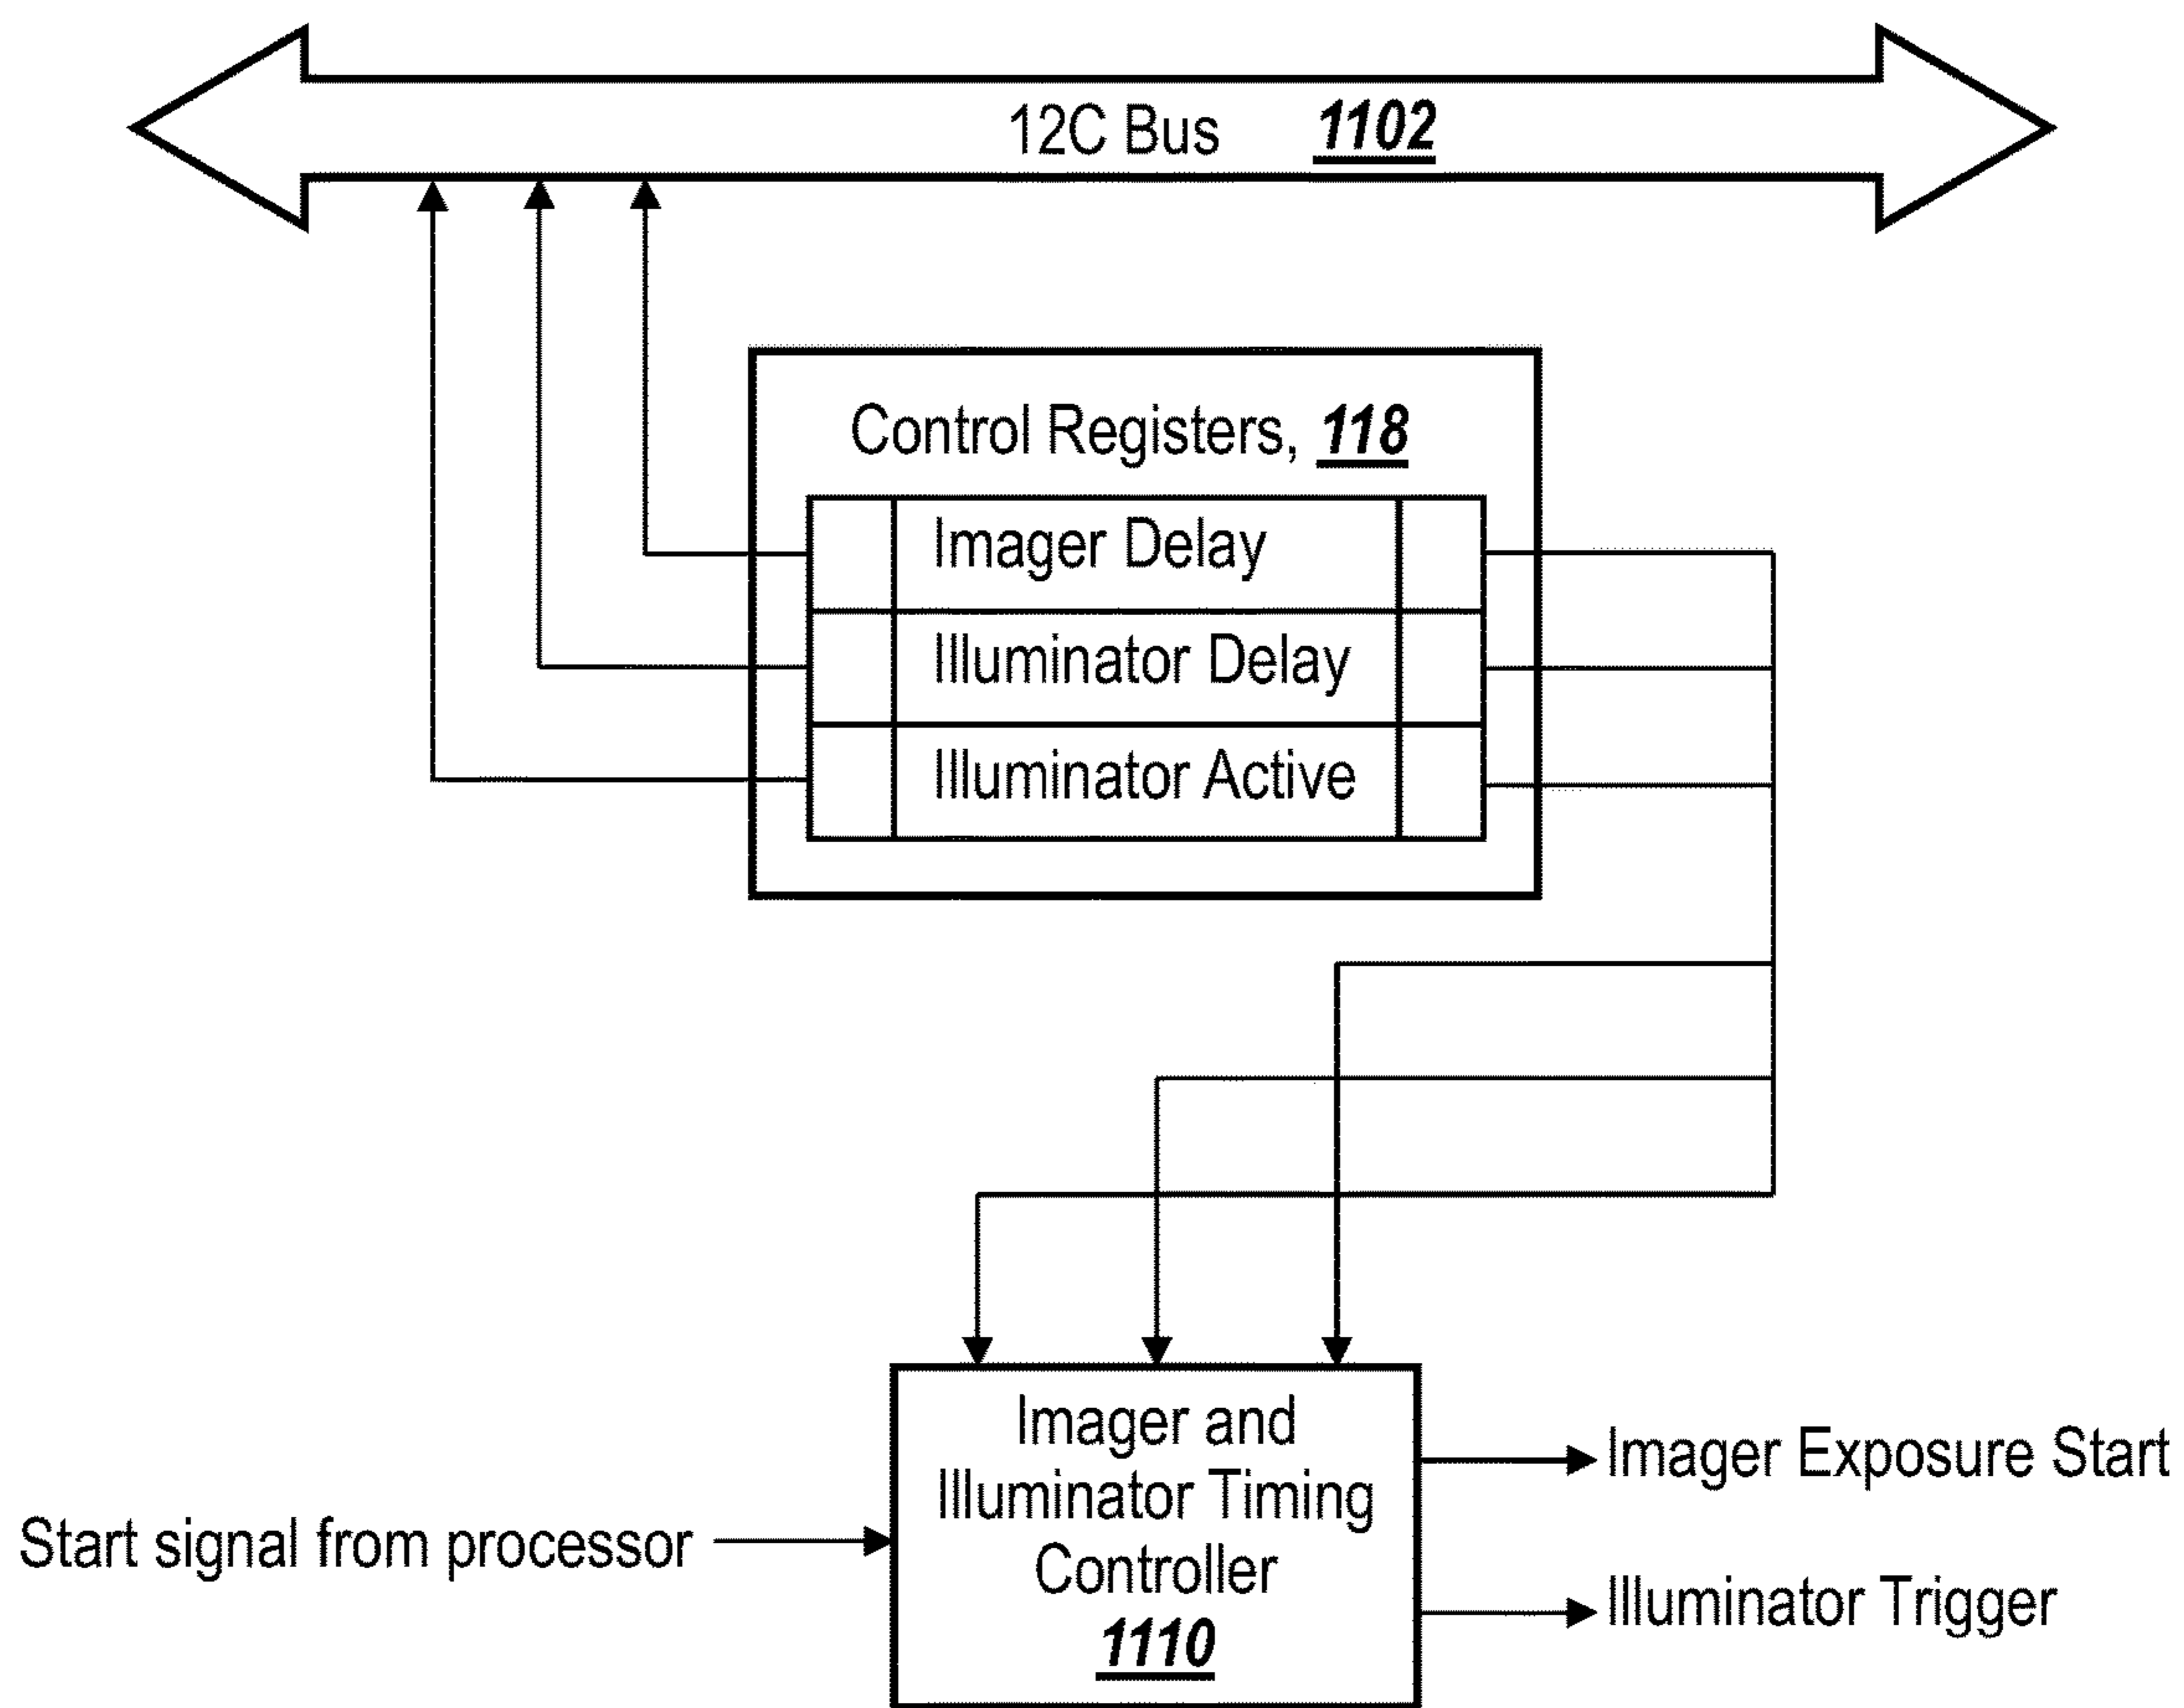 12C Bus 1102
Control Registers, 118
Imager Delay
Illuminator Delay
Illuminator Active
Imager and
Illuminator Timing
Controller
1110
Start signal from processor
Imager Exposure Start
Illuminator Trigger